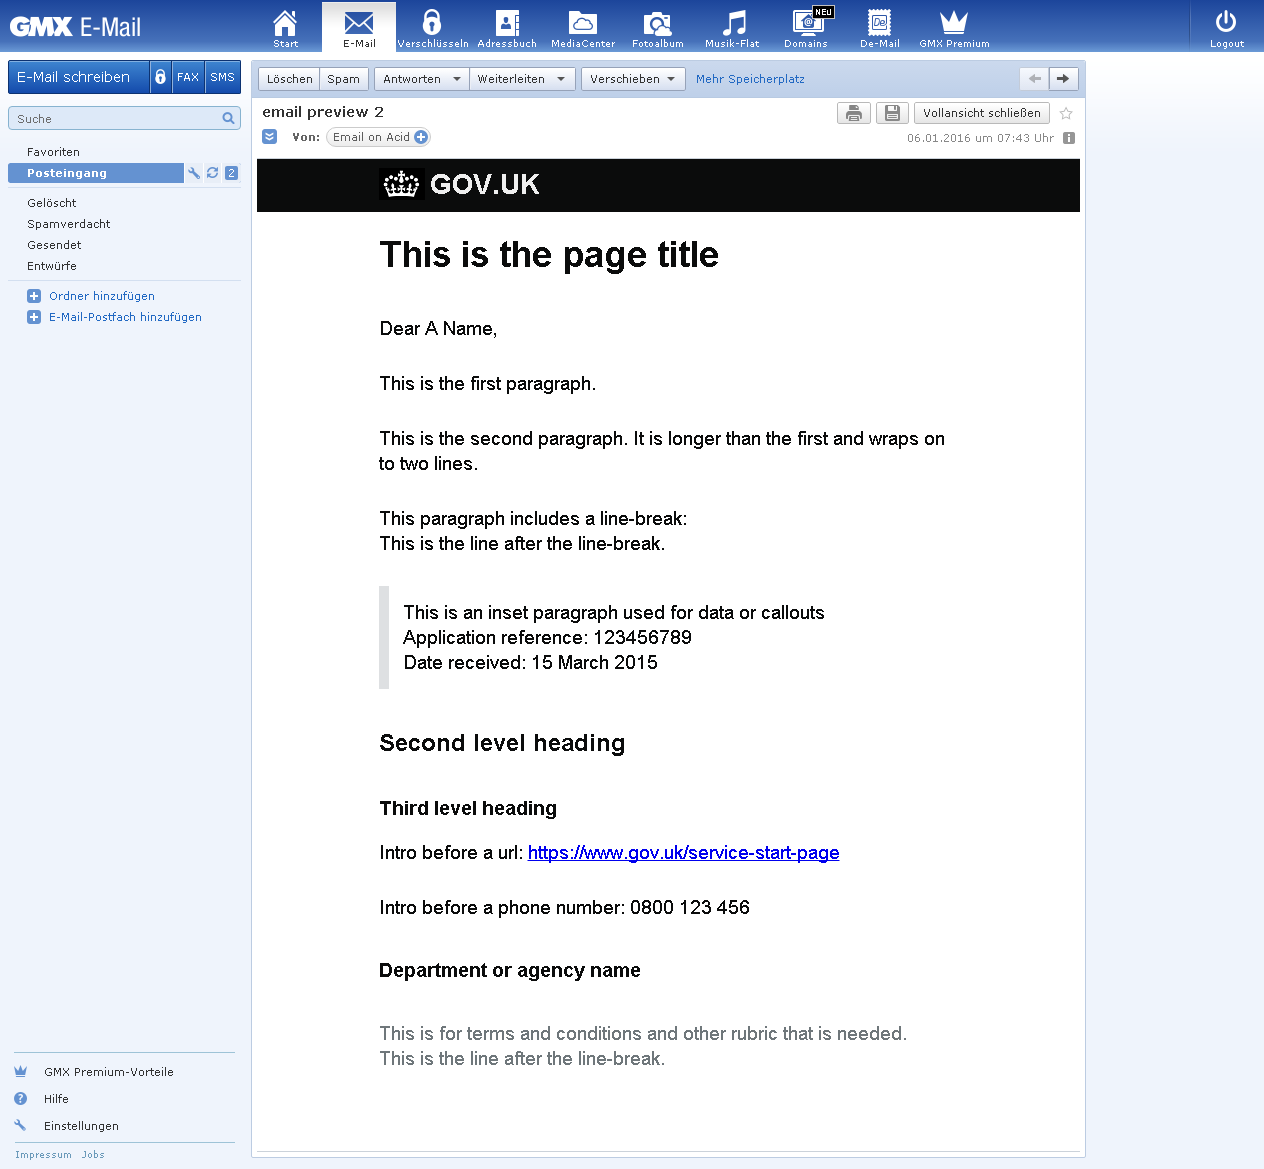 GMX E-Mail
Start
E-Mail
Verschlüsseln
Adressbuch
MediaCenter
Fotoalbum
Musik-Flat
NEU
Domains
De
De-Mail
GMX Premium
Logout
E-Mail schreiben
FAX
SMS
Suche
Favoriten
Posteingang
2
Gelöscht
Spamverdacht
Gesendet
Entwürfe
Ordner hinzufügen
E-Mail-Postfach hinzufügen
GMX Premium-Vorteile
Hilfe
Einstellungen
Impressum Jobs
Löschen Spam Antworten Weiterleiten Verschieben Mehr Speicherplatz
email preview 2
Vollansicht schließen
Von: Email on Acid
06.01.2016 um 07:43 Uhr
GOV.UK
This is the page title
Dear A Name,
This is the first paragraph.
This is the second paragraph. It is longer than the first and wraps on
to two lines.
This paragraph includes a line-break:
This is the line after the line-break.
This is an inset paragraph used for data or callouts
Application reference: 123456789
Date received: 15 March 2015
Second level heading
Third level heading
Intro before a url: https://www.gov.uk/service-start-page
Intro before a phone number: 0800 123 456
Department or agency name
This is for terms and conditions and other rubric that is needed.
This is the line after the line-break.